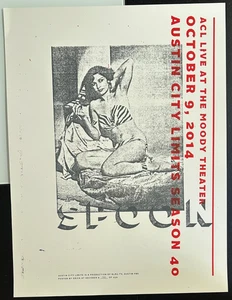 ACL LIVE AT THE MOODY THEATER
OCTOBER 9, 2014
AUSTIN CITY LIMITS SEASON 40
SPOON